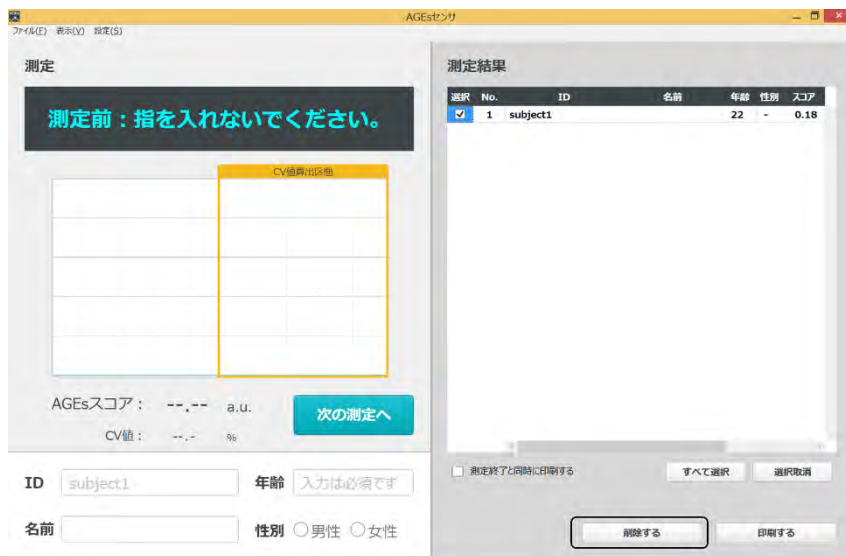 AGEsセンサ
ファイル(F) 表示(V) 設定(S)
測定
測定前：指を入れないでください。
CV値算出区間
AGEsスコア： --.-- a.u.
CV値： --.- %
次の測定へ
ID subject1 年齢 入力は必須です
名前 性別 男性 女性
測定結果
選択 No. ID 名前 年齢 性別 スコア
1 subject1 22 - 0.18
測定終了と同時に印刷する すべて選択 選択取消
削除する 印刷する